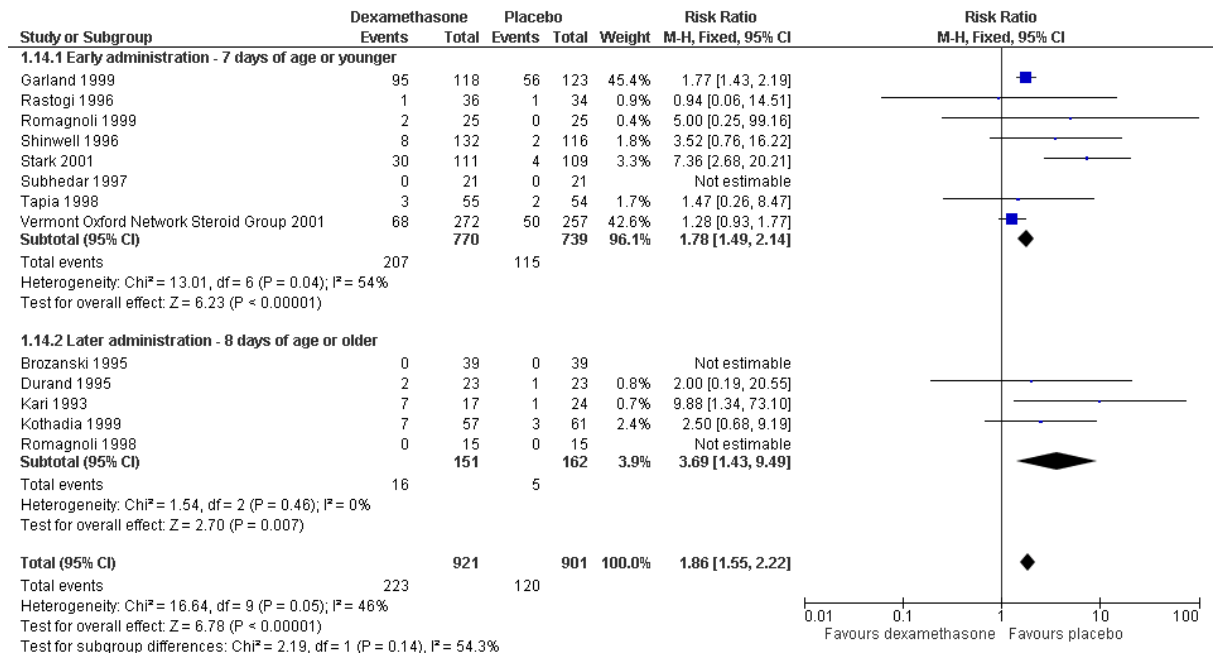 Dexamethasone Placebo Risk Ratio Risk Ratio
Study or Subgroup Events Total Events Total Weight M-H, Fixed, 95% CI M-H, Fixed, 95% CI
1.14.1 Early administration - 7 days of age or younger
Garland 1999 95 118 56 123 45.4% 1.77 [1.43, 2.19]
Rastogi 1996 1 36 1 34 0.9% 0.94 [0.06, 14.51]
Romagnoli 1999 2 25 0 25 0.4% 5.00 [0.25, 99.16]
Shinwell 1996 8 132 2 116 1.8% 3.52 [0.76, 16.22]
Stark 2001 30 111 4 109 3.3% 7.36 [2.68, 20.21]
Subhedar 1997 0 21 0 21 Not estimable
Tapia 1998 3 55 2 54 1.7% 1.47 [0.26, 8.47]
Vermont Oxford Network Steroid Group 2001 68 272 50 257 42.6% 1.28 [0.93, 1.77]
Subtotal (95% CI) 770 739 96.1% 1.78 [1.49, 2.14]
Total events 207 115
Heterogeneity: Chi² = 13.01, df = 6 (P = 0.04); I² = 54%
Test for overall effect: Z = 6.23 (P < 0.00001)
1.14.2 Later administration - 8 days of age or older
Brozanski 1995 0 39 0 39 Not estimable
Durand 1995 2 23 1 23 0.8% 2.00 [0.19, 20.55]
Kari 1993 7 17 1 24 0.7% 9.88 [1.34, 73.10]
Kothadia 1999 7 57 3 61 2.4% 2.50 [0.68, 9.19]
Romagnoli 1998 0 15 0 15 Not estimable
Subtotal (95% CI) 151 162 3.9% 3.69 [1.43, 9.49]
Total events 16 5
Heterogeneity: Chi² = 1.54, df = 2 (P = 0.46); I² = 0%
Test for overall effect: Z = 2.70 (P = 0.007)
Total (95% CI) 921 901 100.0% 1.86 [1.55, 2.22]
Total events 223 120
Heterogeneity: Chi² = 16.64, df = 9 (P = 0.05); I² = 46%
Test for overall effect: Z = 6.78 (P < 0.00001)
Test for subgroup differences: Chi² = 2.19, df = 1 (P = 0.14), I² = 54.3%
0.01 0.1 1 10 100
Favours dexamethasone Favours placebo